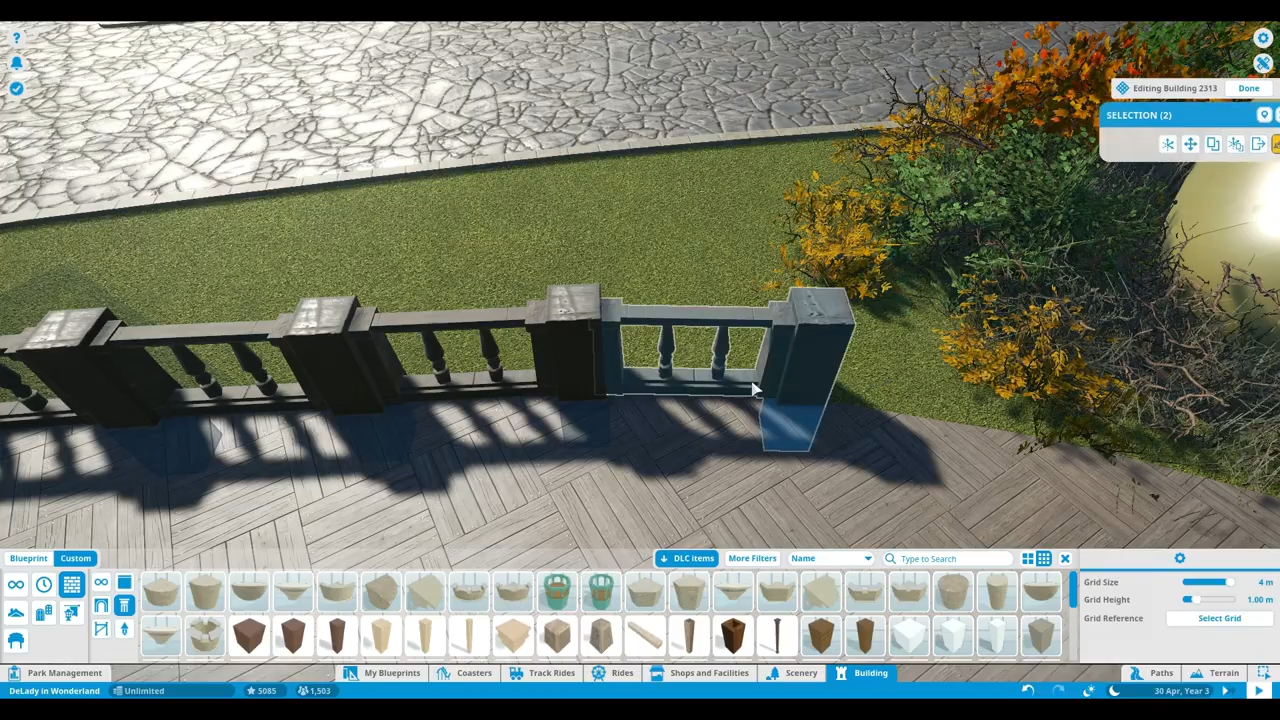 ?
Editing Building 2313 Done
SELECTION (2)
Blueprint Custom DLC items More Filters Name Type to Search
Grid Size 4 m
Grid Height 1.00 m
Grid Reference Select Grid
Park Management My Blueprints Coasters Track Rides Rides Shops and Facilities Scenery Building Paths Terrain
DeLady in Wonderland Unlimited 5085 1,503 30 Apr, Year 3